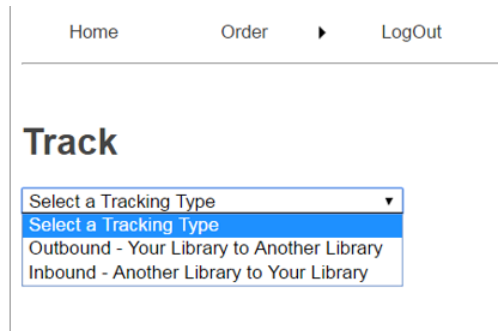 Home Order LogOut
Track
Select a Tracking Type
Select a Tracking Type
Outbound - Your Library to Another Library
Inbound - Another Library to Your Library